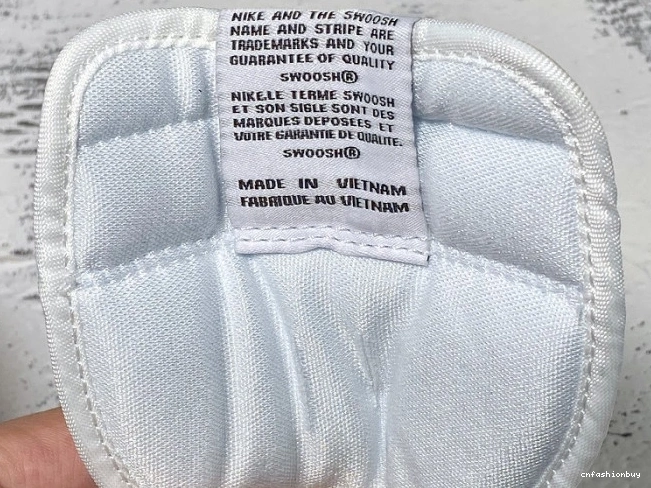 NIKE AND THE SWOOSH
NAME AND STRIPE ARE
TRADEMARKS AND YOUR
GUARANTEE OF QUALITY
SWOOSH®
NIKE.LE TERME SWOOSH
ET SON SIGLE SONT DES
MARQUES DEPOSEES ET
VOTRE GARANTIE DE QUALITE.
SWOOSH®
MADE IN VIETNAM
FABRIQUE AU VIETNAM
cnfashionbuy